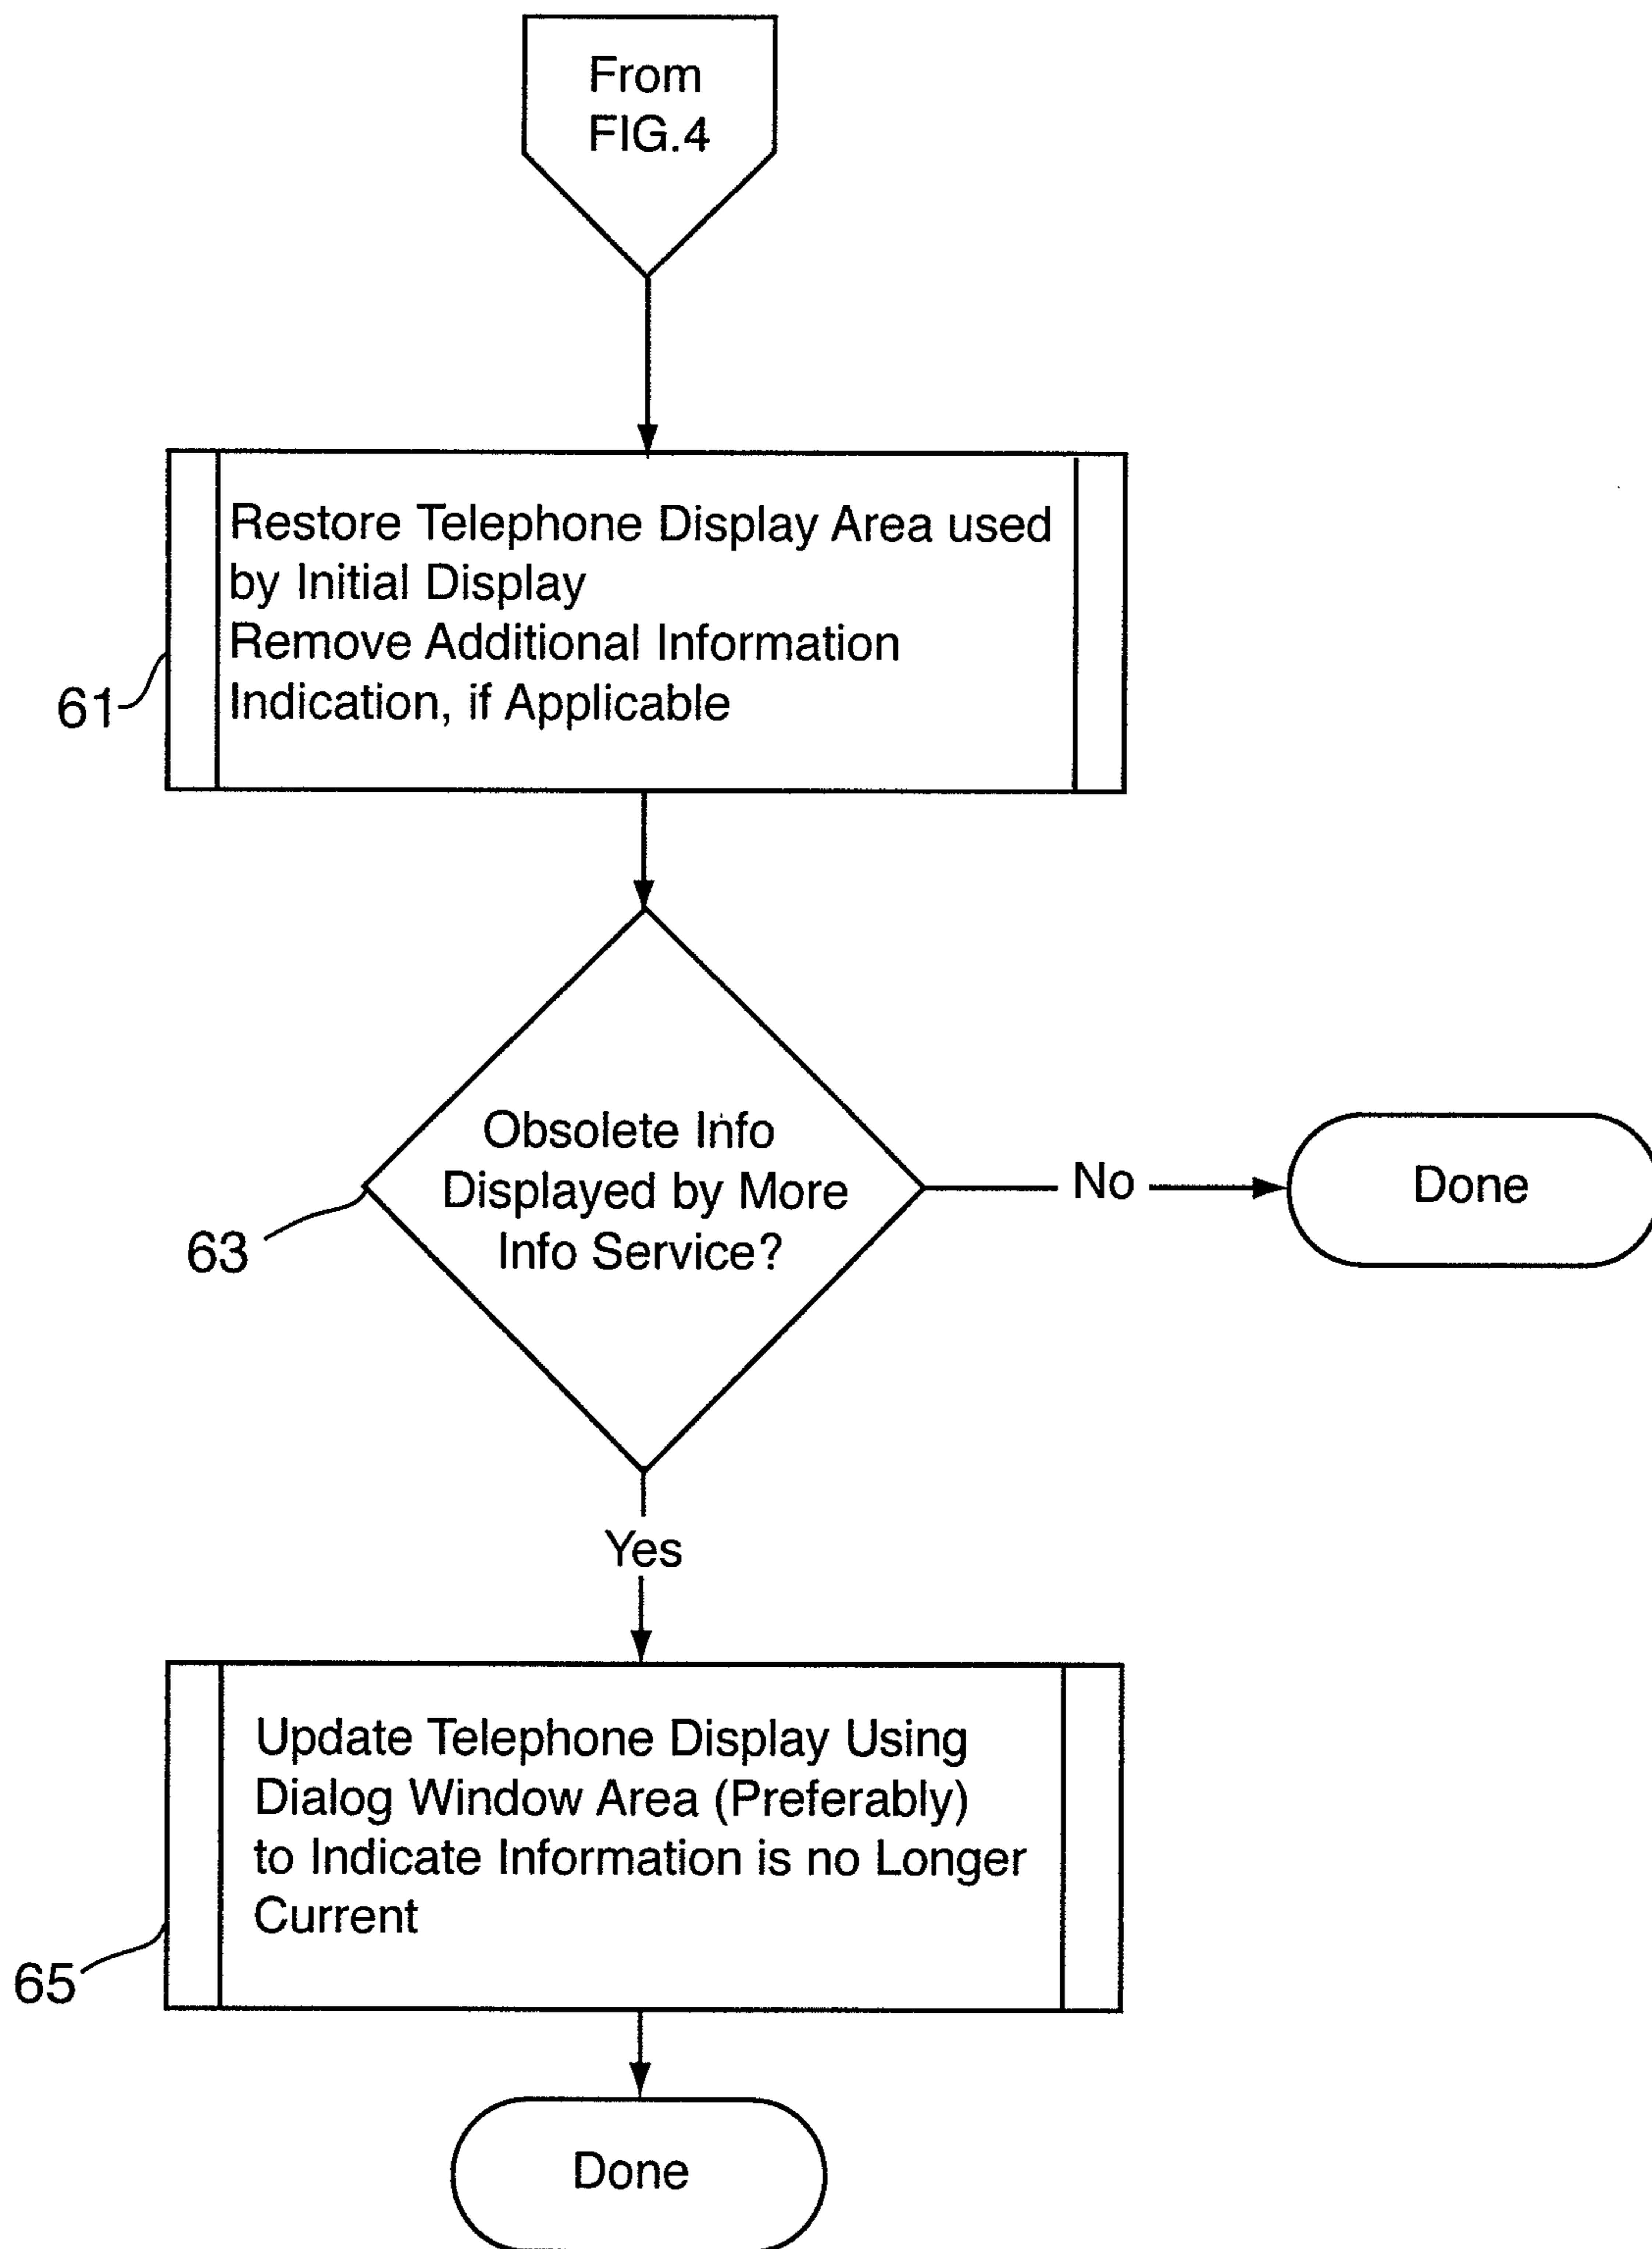 From
FIG.4
Restore Telephone Display Area used
by Initial Display
Remove Additional Information
Indication, if Applicable
61
Obsolete Info
Displayed by More
Info Service?
63
No
Done
Yes
Update Telephone Display Using
Dialog Window Area (Preferably)
to Indicate Information is no Longer
Current
65
Done